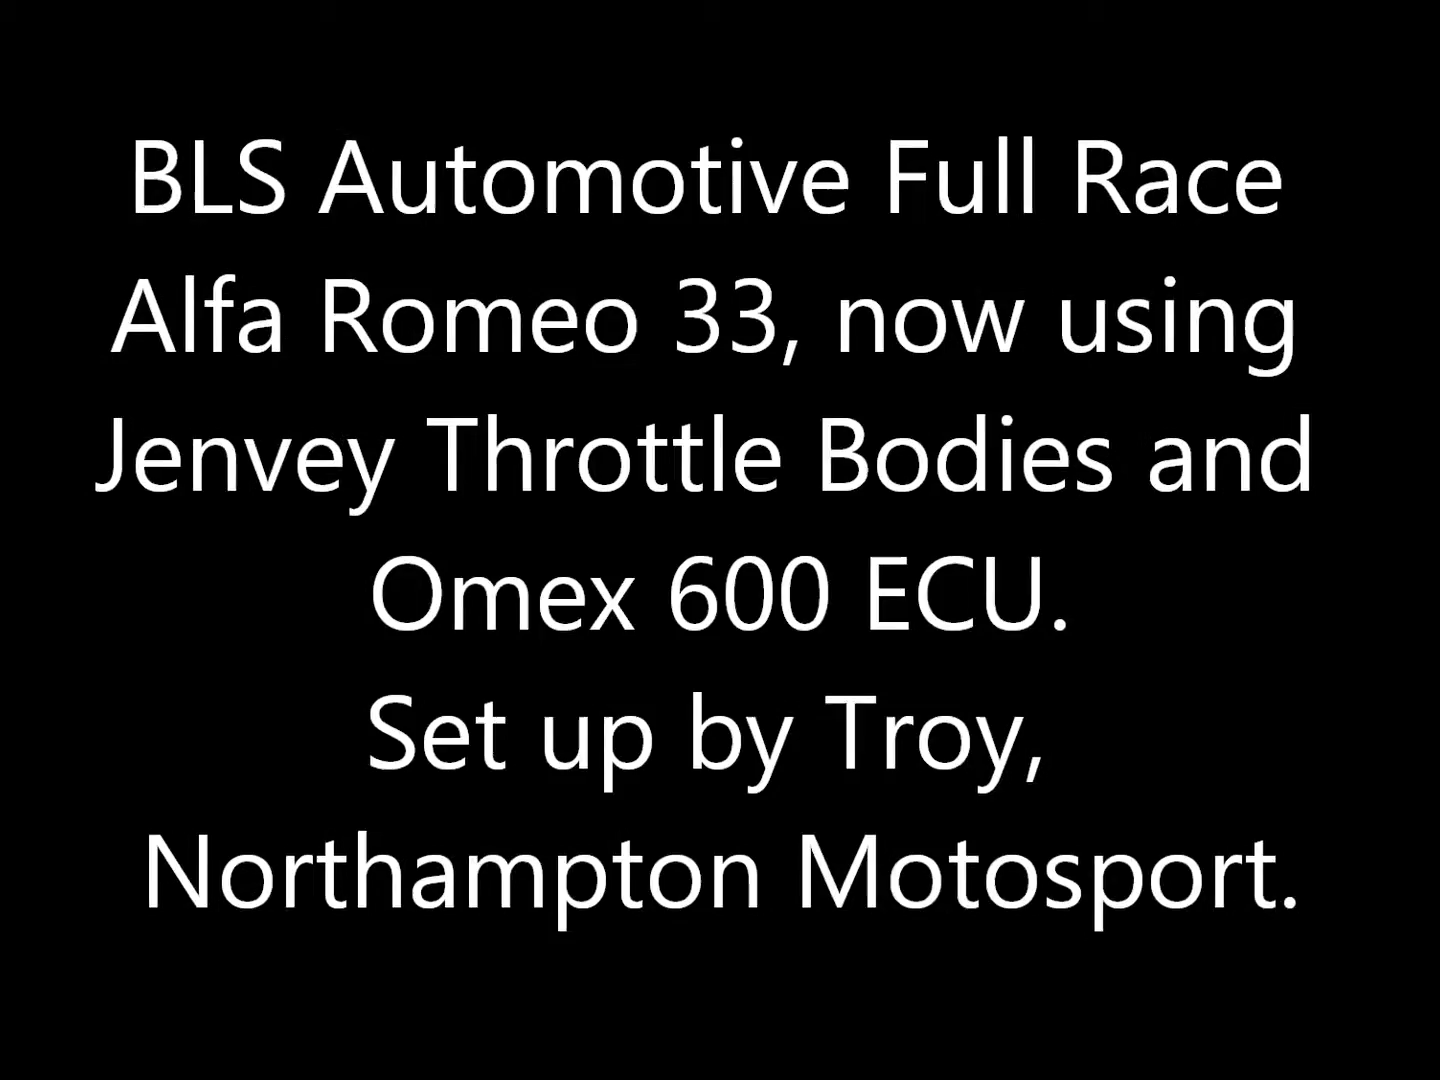 BLS Automotive Full Race
Alfa Romeo 33, now using
Jenvey Throttle Bodies and
Omex 600 ECU.
Set up by Troy,
Northampton Motosport.